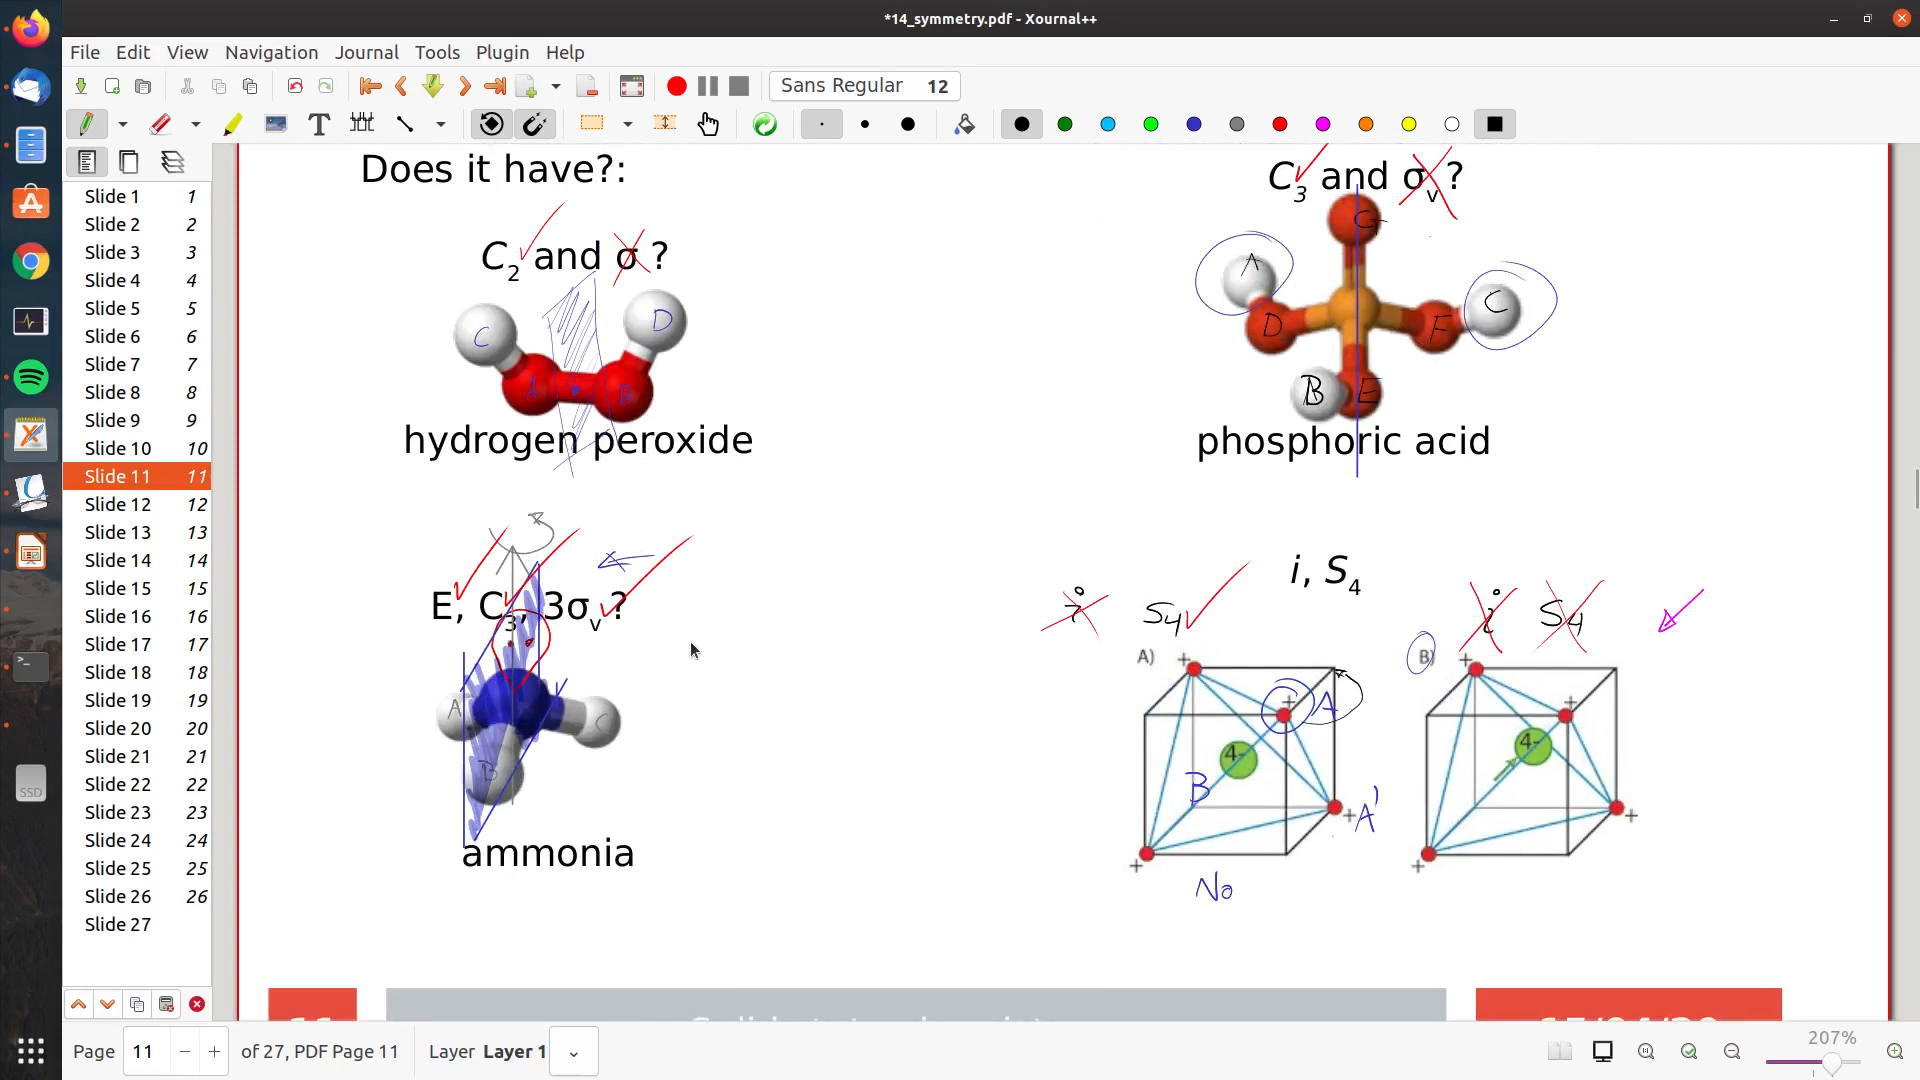 *14_symmetry.pdf - Xournal++
File Edit View Navigation Journal Tools Plugin Help
Sans Regular 12
Slide 1 1
Slide 2 2
Slide 3 3
Slide 4 4
Slide 5 5
Slide 6 6
Slide 7 7
Slide 8 8
Slide 9 9
Slide 10 10
Slide 11 11
Slide 12 12
Slide 13 13
Slide 14 14
Slide 15 15
Slide 16 16
Slide 17 17
Slide 18 18
Slide 19 19
Slide 20 20
Slide 21 21
Slide 22 22
Slide 23 23
Slide 24 24
Slide 25 25
Slide 26 26
Slide 27
SSD
Does it have?:
C2 and σ ?
C D
A B
hydrogen peroxide
C3 and σv ?
G
A C
D F
B E
phosphoric acid
E, C3, 3σv?
A C
B
ammonia
i, S4
i S4
i S4
A) + + A
4-
B
+ A'
+
No
B) + +
4-
+
+
Page 11 of 27, PDF Page 11 Layer Layer 1
207%